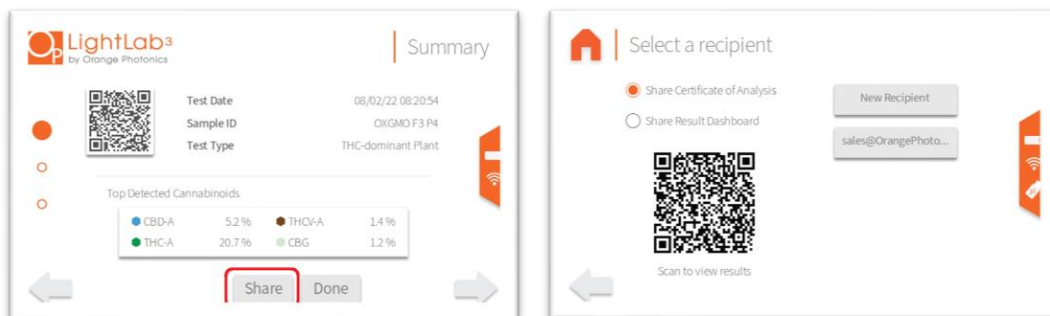 OP LightLab3
by Orange Photonics
Summary
Test Date 08/02/22 08:20:54
Sample ID OXGMO F3 P4
Test Type THC-dominant Plant
Top Detected Cannabinoids
CBD-A 5.2 % THCV-A 1.4 %
THC-A 20.7 % CBG 1.2 %
Share Done
Select a recipient
Share Certificate of Analysis
Share Result Dashboard
New Recipient
sales@OrangePhoto...
Scan to view results